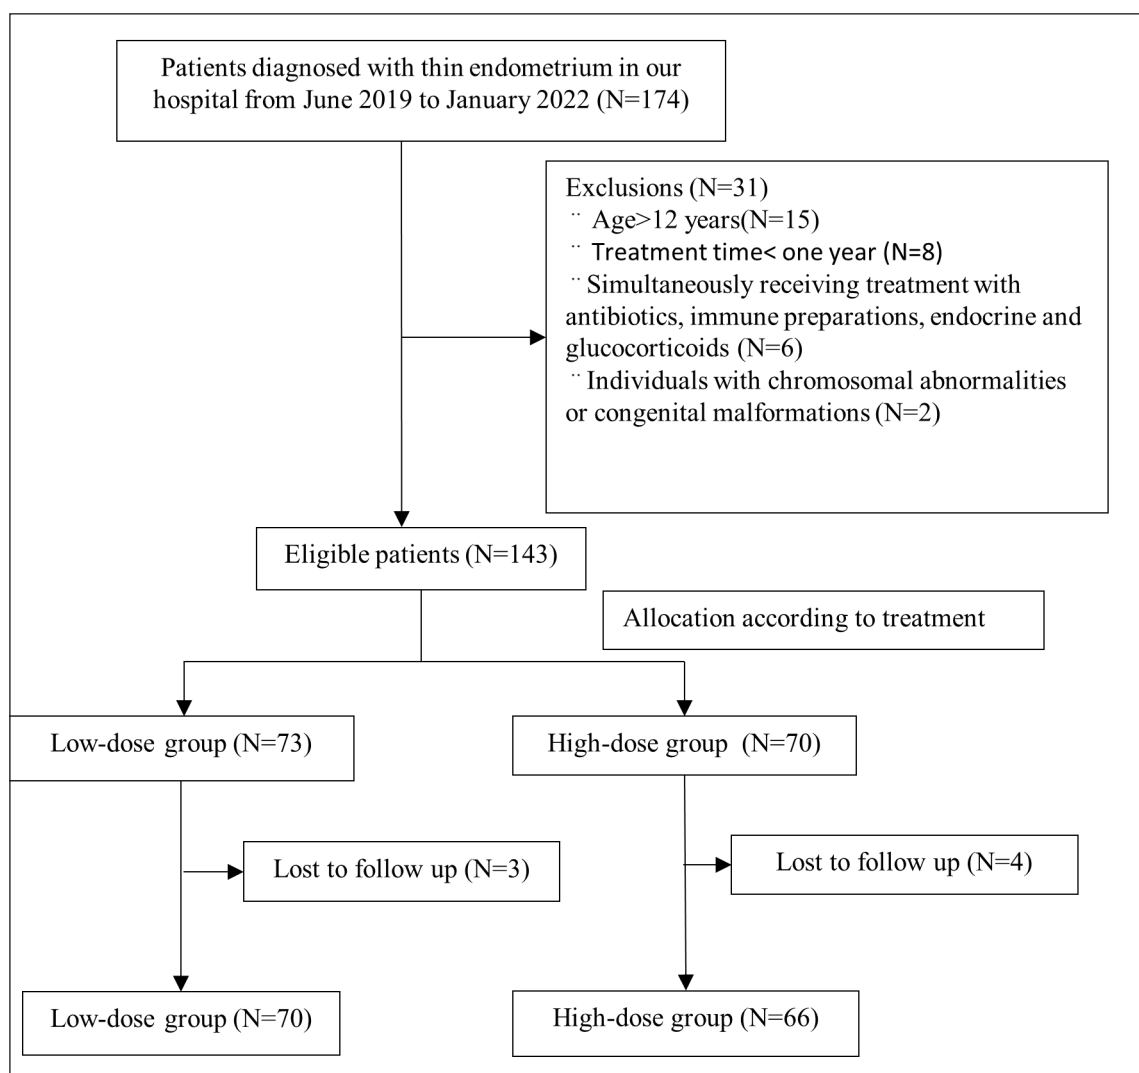 Patients diagnosed with thin endometrium in our
hospital from June 2019 to January 2022 (N=174)
Exclusions (N=31)
¨ Age>12 years(N=15)
¨ Treatment time< one year (N=8)
¨ Simultaneously receiving treatment with
antibiotics, immune preparations, endocrine and
glucocorticoids (N=6)
¨ Individuals with chromosomal abnormalities
or congenital malformations (N=2)
Eligible patients (N=143)
Allocation according to treatment
Low-dose group (N=73)
High-dose group (N=70)
Lost to follow up (N=3)
Lost to follow up (N=4)
Low-dose group (N=70)
High-dose group (N=66)